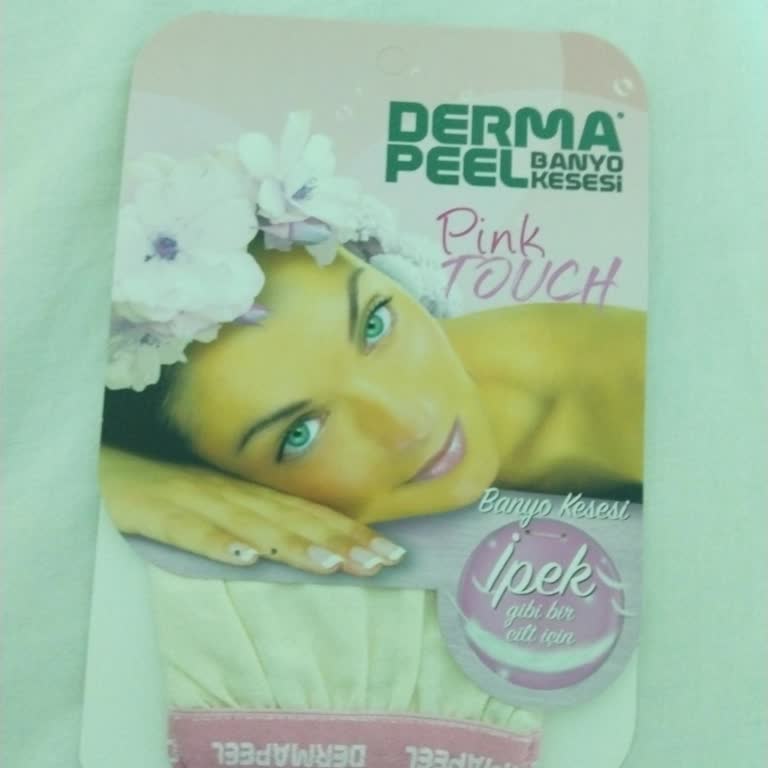 DERMA
PEEL BANYO
KESESİ
Pink
TOUCH
Banyo Kesesi
İpek
gibi bir
cilt için
DERMAPEEL DERMAPEEL